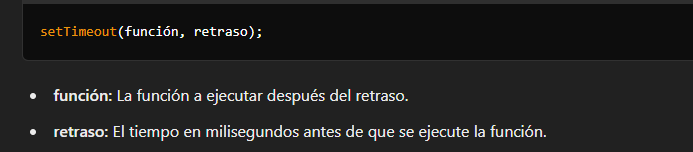 setTimeout(función, retraso);
función: La función a ejecutar después del retraso.
retraso: El tiempo en milisegundos antes de que se ejecute la función.